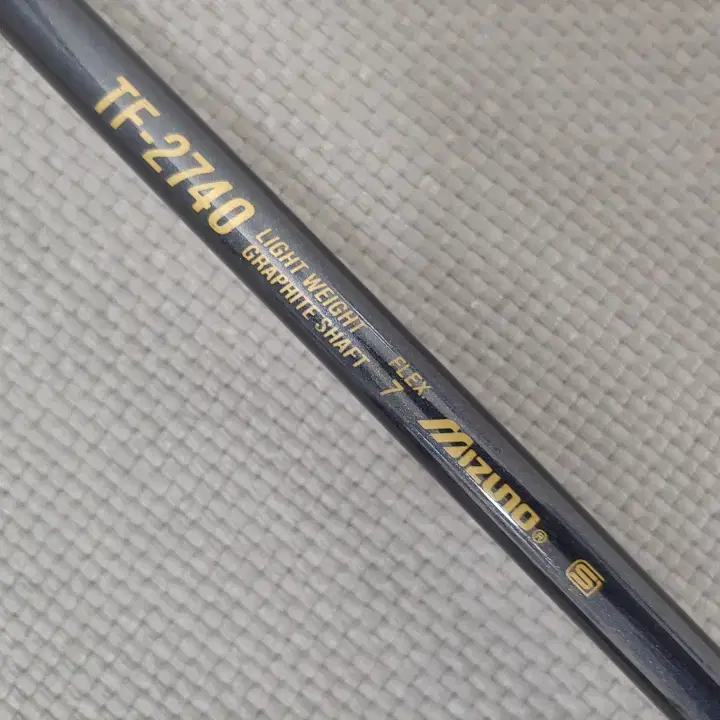 TF-2740
LIGHT WEIGHT
GRAPHITE SHAFT
FLEX
7
MIZUNO®
S